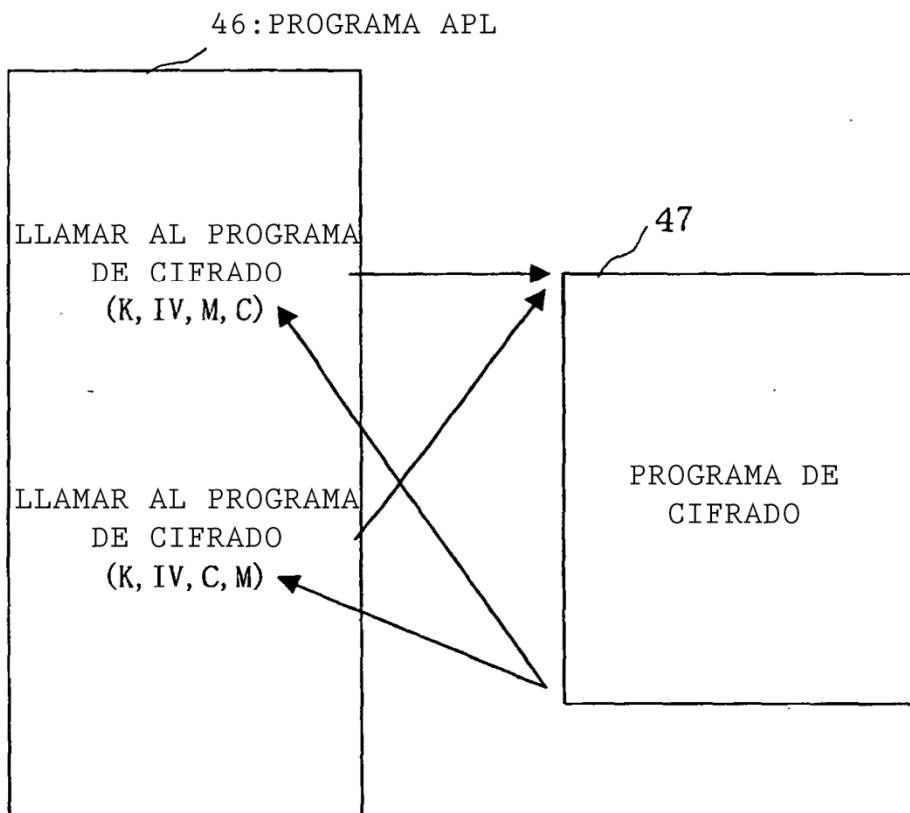 46:PROGRAMA APL
LLAMAR AL PROGRAMA
DE CIFRADO
(K, IV, M, C)
LLAMAR AL PROGRAMA
DE CIFRADO
(K, IV, C, M)
47
PROGRAMA DE
CIFRADO